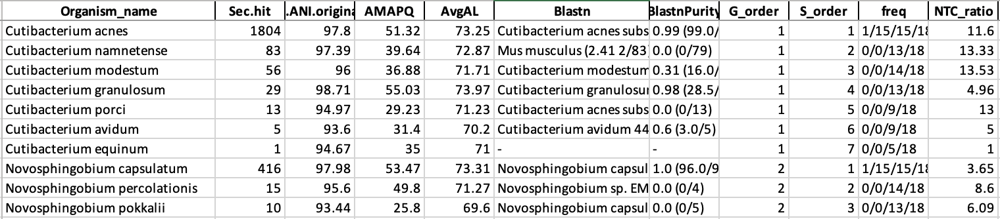 Organism_name Sec.hit .ANI.origina AMAPQ AvgAL Blastn BlastnPurity G_order S_order freq NTC_ratio
Cutibacterium acnes 1804 97.8 51.32 73.25 Cutibacterium acnes subs 0.99 (99.0/ 1 1 1/15/15/18 11.6
Cutibacterium namnetense 83 97.39 39.64 72.87 Mus musculus (2.41 2/83) 0.0 (0/79) 1 2 0/0/13/18 13.33
Cutibacterium modestum 56 96 36.88 71.71 Cutibacterium modestum 0.31 (16.0/ 1 3 0/0/14/18 13.53
Cutibacterium granulosum 29 98.71 55.03 73.97 Cutibacterium granulosu 0.98 (28.5/ 1 4 0/0/13/18 4.96
Cutibacterium porci 13 94.97 29.23 71.23 Cutibacterium acnes subs 0.0 (0/13) 1 5 0/0/9/18 13
Cutibacterium avidum 5 93.6 31.4 70.2 Cutibacterium avidum 44 0.6 (3.0/5) 1 6 0/0/9/18 5
Cutibacterium equinum 1 94.67 35 71 - - 1 7 0/0/5/18 1
Novosphingobium capsulatum 416 97.98 53.47 73.31 Novosphingobium capsul 1.0 (96.0/9 2 1 1/15/15/18 3.65
Novosphingobium percolationis 15 95.6 49.8 71.27 Novosphingobium sp. EM 0.0 (0/4) 2 2 0/0/14/18 8.6
Novosphingobium pokkalii 10 93.44 25.8 69.6 Novosphingobium capsul 0.0 (0/5) 2 3 0/0/13/18 6.09